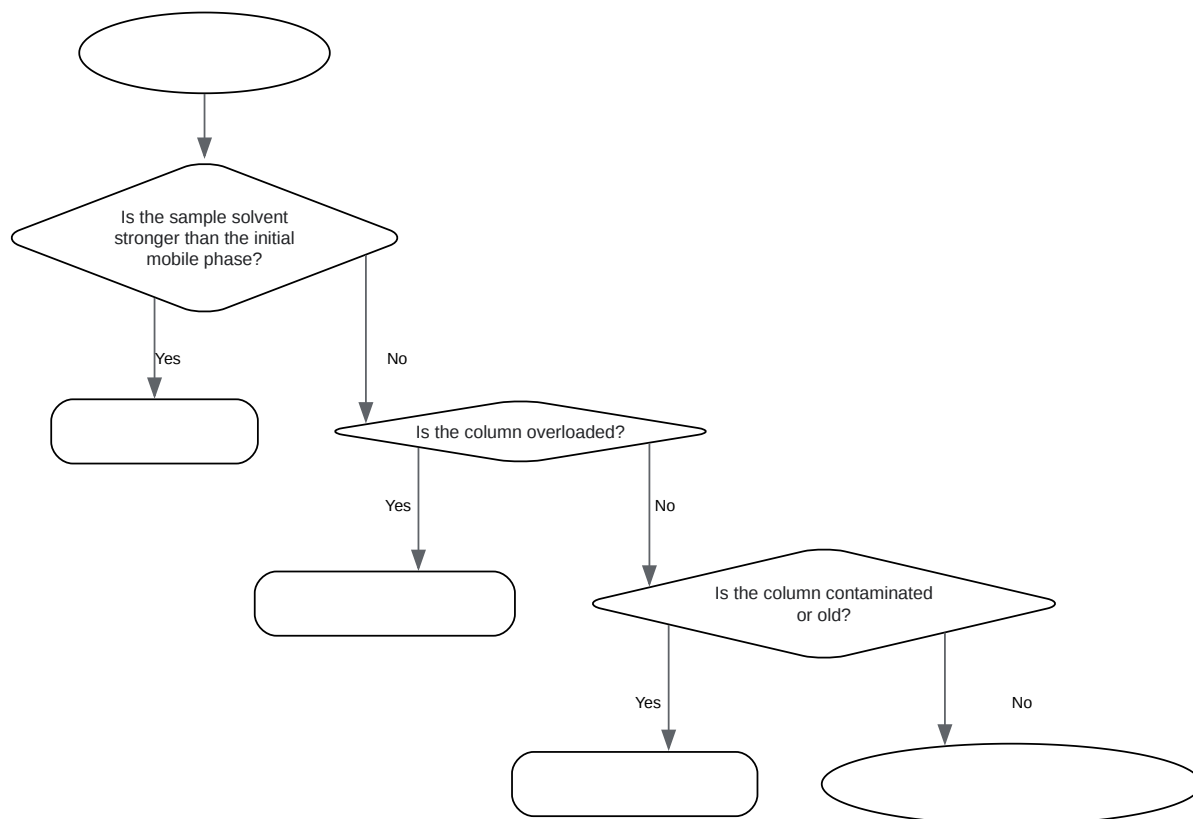 Is the sample solvent
stronger than the initial
mobile phase?
Yes
No
Is the column overloaded?
Yes
No
Is the column contaminated
or old?
Yes
No